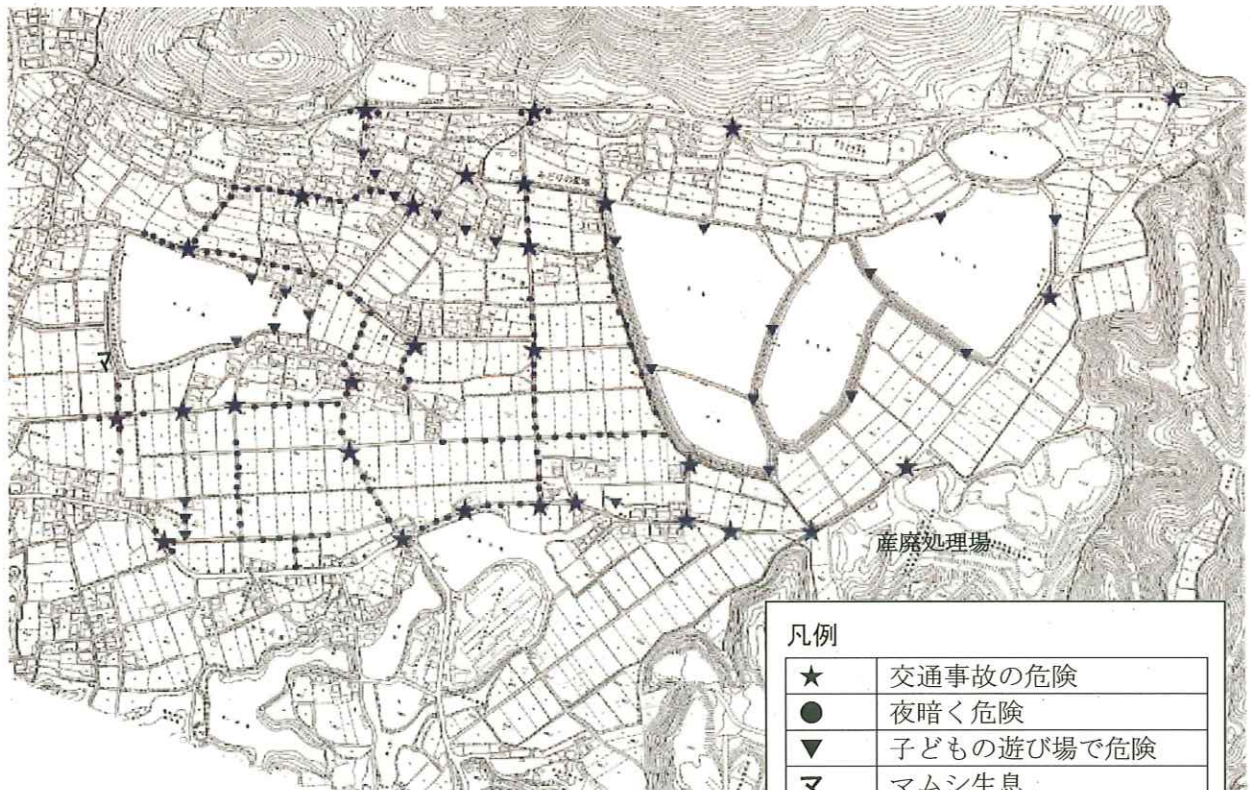 マ
産廃処理場
凡例
★ 交通事故の危険
● 夜暗く危険
▼ 子どもの遊び場で危険
マ マムシ生息